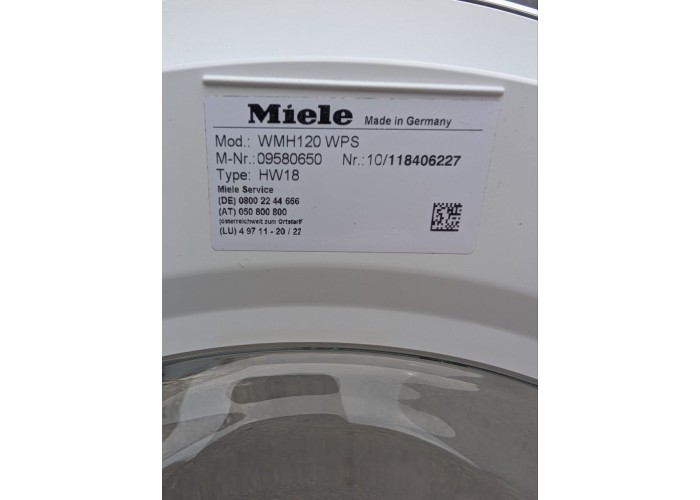 Miele Made in Germany
Mod.: WMH120 WPS
M-Nr.:09580650 Nr.:10/118406227
Type: HW18
Miele Service
(DE) 0800 22 44 666
(AT) 050 800 800
(österreichweit zum Ortstarif
(LU) 4 97 11 - 20 / 22